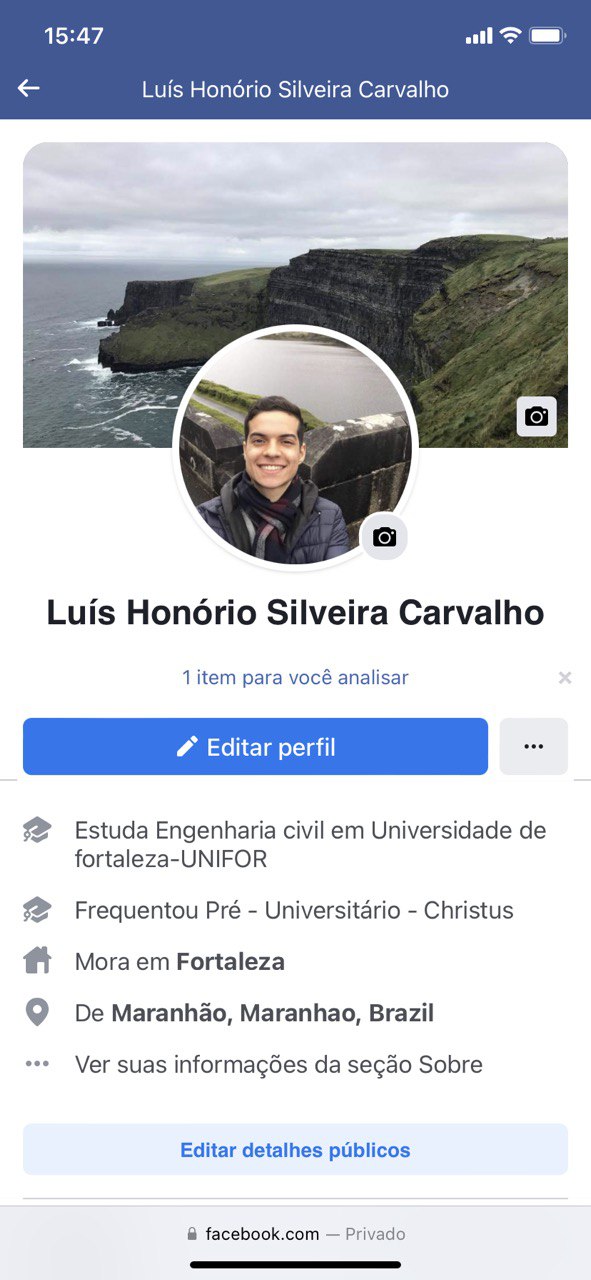 15:47
Luís Honório Silveira Carvalho
Luís Honório Silveira Carvalho
1 item para você analisar
Editar perfil
Estuda Engenharia civil em Universidade de
fortaleza-UNIFOR
Frequentou Pré - Universitário - Christus
Mora em Fortaleza
De Maranhão, Maranhao, Brazil
Ver suas informações da seção Sobre
Editar detalhes públicos
facebook.com — Privado